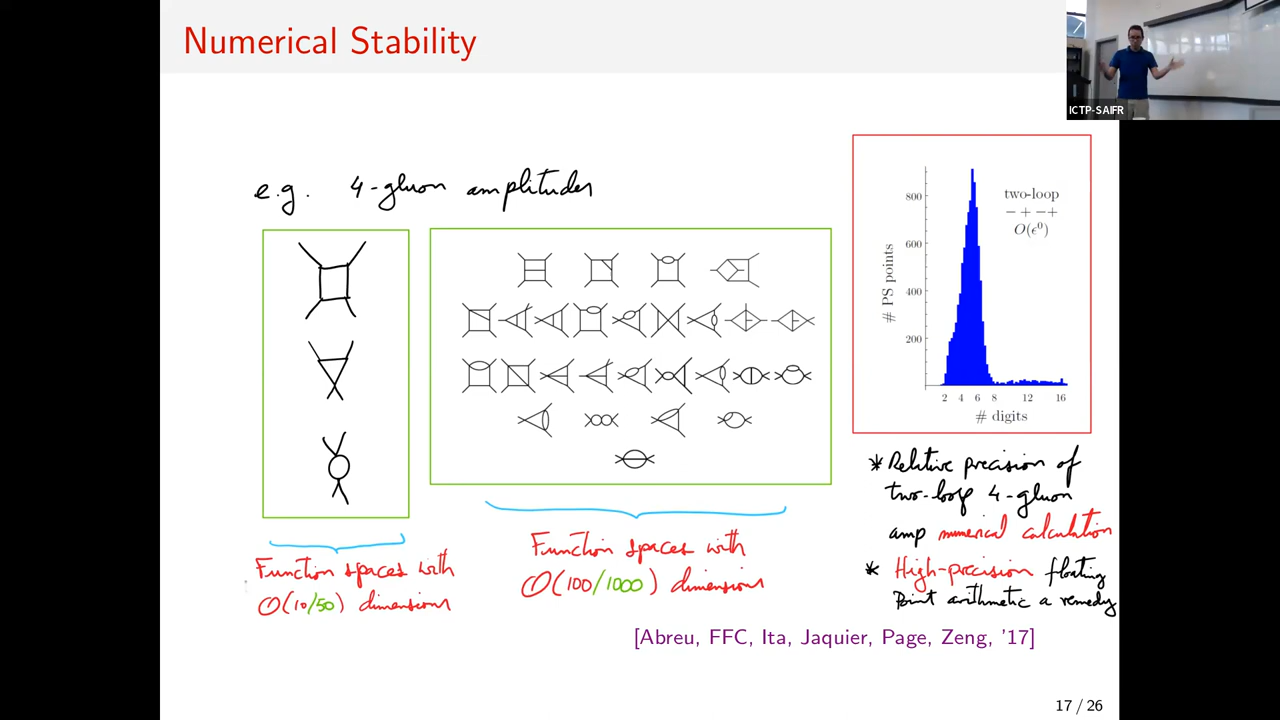 Numerical Stability
ICTP-SAIFR
e.g. 4-gluon amplitudes
800
600
400
200
# PS points
two-loop
− + −+
O(ϵ⁰)
2 4 6 8 12 16
# digits
Function spaces with
O(10/50) dimensions
Function spaces with
O(100/1000) dimensions
* Relative precision of
two-loop 4-gluon
amp numerical calculation
* High-precision floating
Point arithmetic a remedy
[Abreu, FFC, Ita, Jaquier, Page, Zeng, '17]
17 / 26